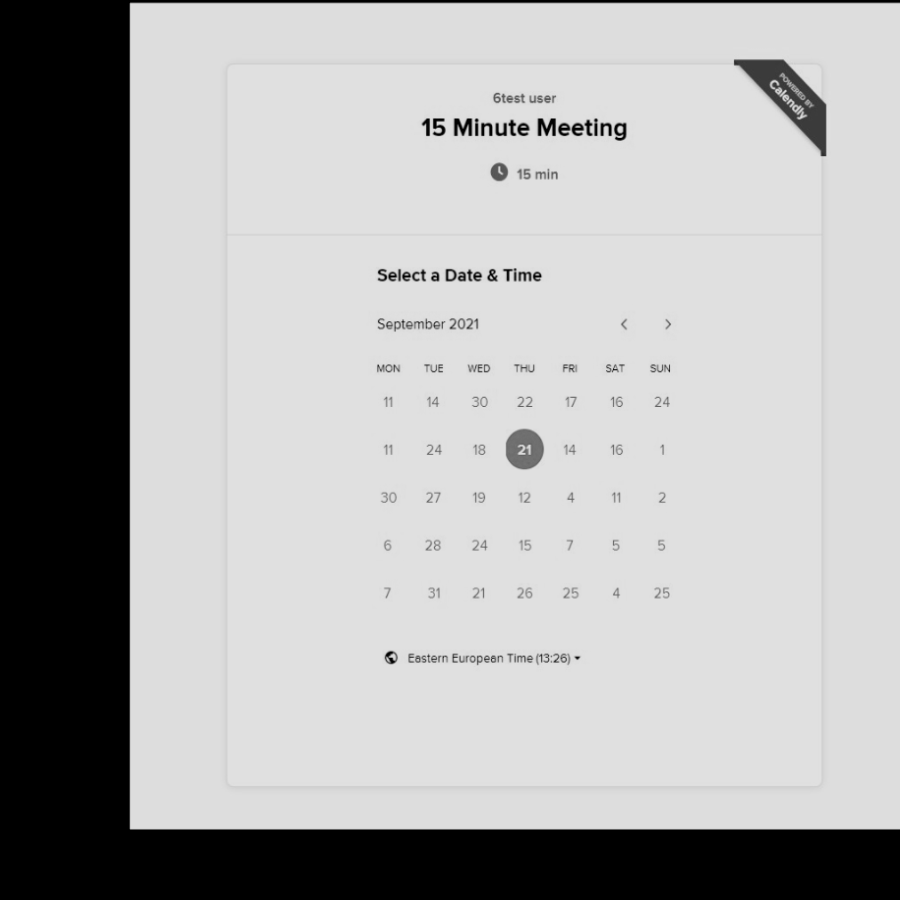 POWERED BY
Calendly
6test user
15 Minute Meeting
15 min
Select a Date & Time
September 2021
MON TUE WED THU FRI SAT SUN
11 14 30 22 17 16 24
11 24 18 21 14 16 1
30 27 19 12 4 11 2
6 28 24 15 7 5 5
7 31 21 26 25 4 25
Eastern European Time (13:26)